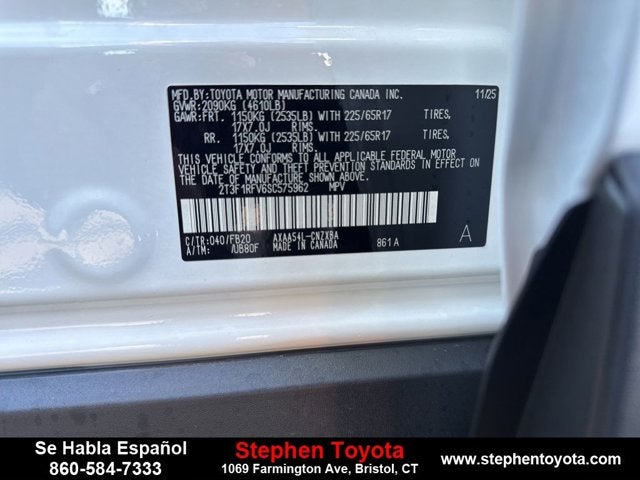 MFD.BY:TOYOTA MOTOR MANUFACTURING CANADA INC. 11/25
GVWR:2090KG (4610LB)
GAWR:FRT. 1150KG (2535LB) WITH 225/65R17 TIRES,
17X7.0J RIMS.
RR. 1150KG (2535LB) WITH 225/65R17 TIRES,
17X7.0J RIMS.
THIS VEHICLE CONFORMS TO ALL APPLICABLE FEDERAL MOTOR
VEHICLE SAFETY AND THEFT PREVENTION STANDARDS IN EFFECT ON
THE DATE OF MANUFACTURE SHOWN ABOVE.
2T3F1RFV6SC575962 MPV
C/TR:040/FB20 AXAA54L-CNZXBA
A/TM: /UB80F MADE IN CANADA 861A A
Se Habla Español
860-584-7333
Stephen Toyota
1069 Farmington Ave, Bristol, CT
www.stephentoyota.com